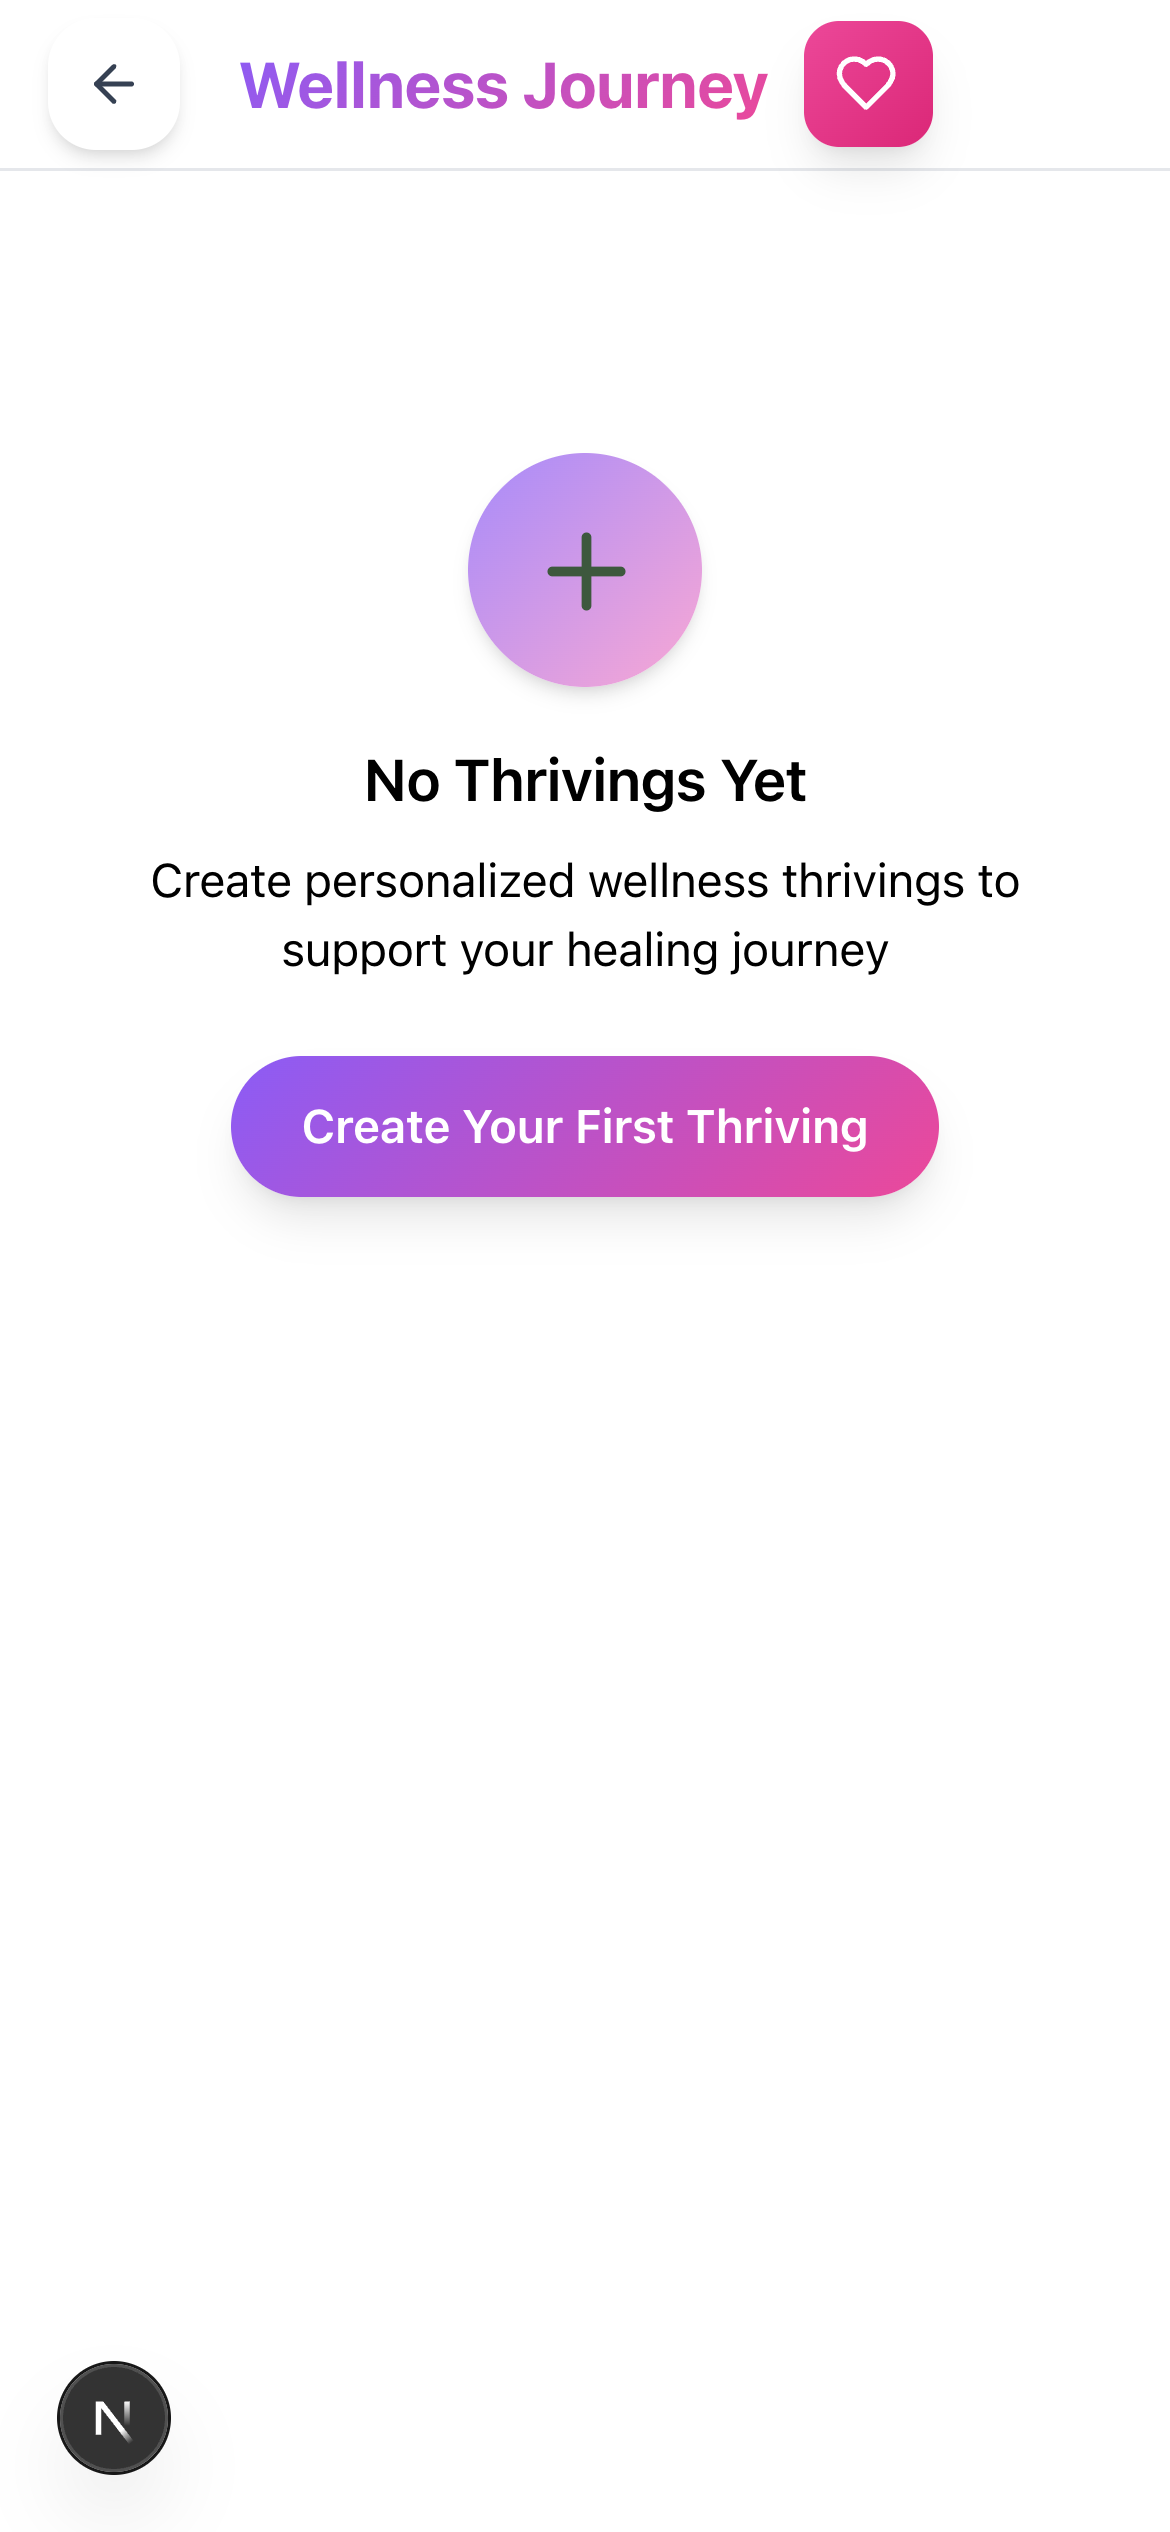 Wellness Journey
No Thrivings Yet
Create personalized wellness thrivings to
support your healing journey
Create Your First Thriving
N